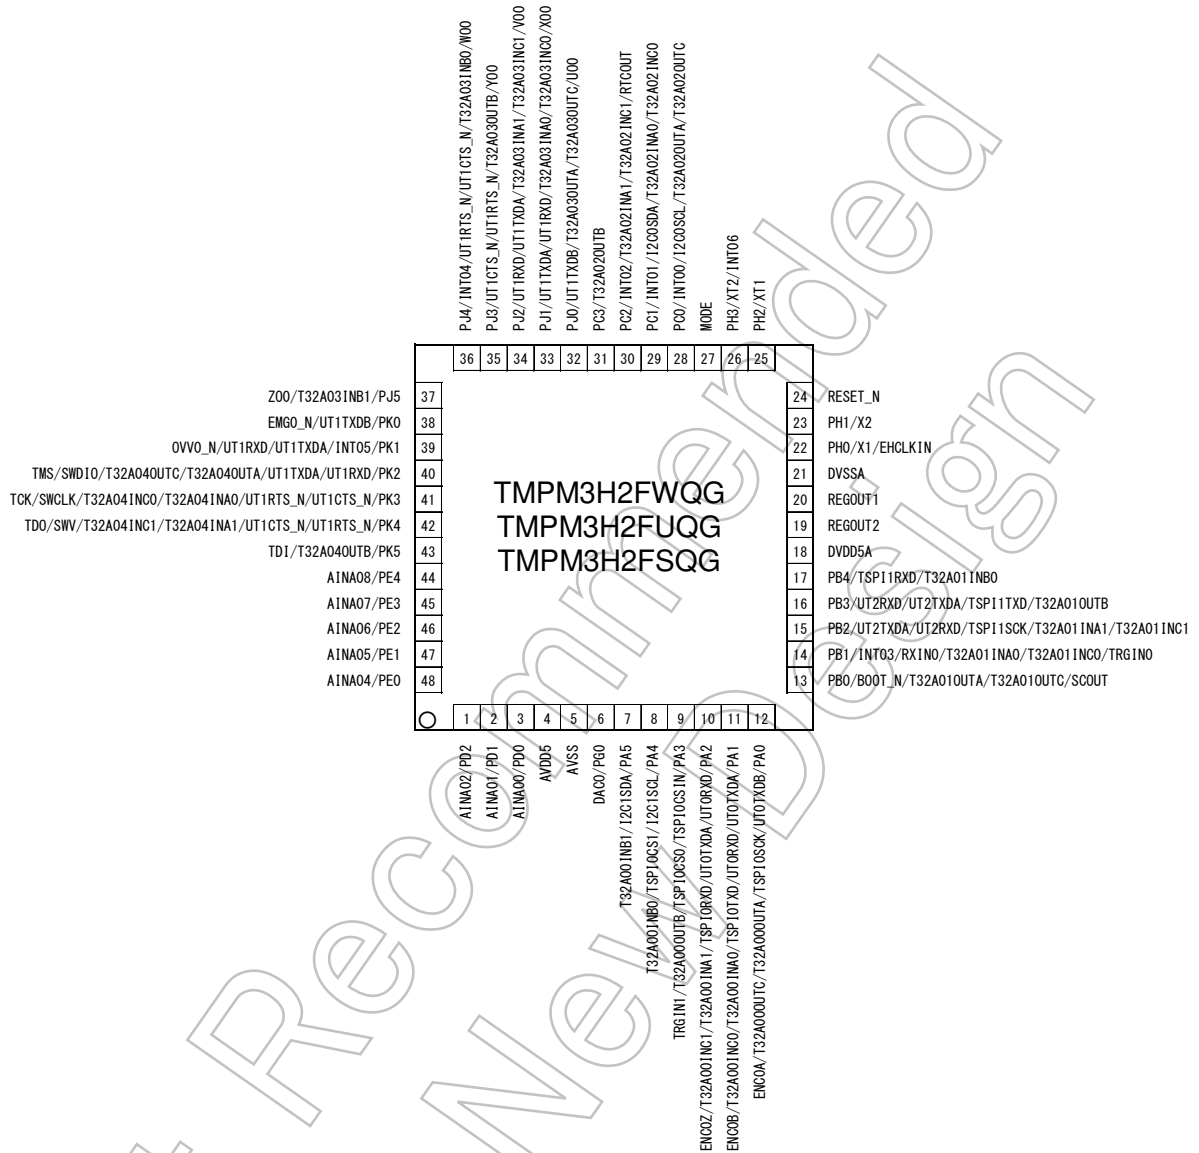 PJ4/INT04/UT1RTS_N/UT1CTS_N/T32A03INB0/WO0
PJ3/UT1CTS_N/UT1RTS_N/T32A03OUTB/YO0
PJ2/UT1RXD/UT1TXDA/T32A03INA1/T32A03INC1/VO0
PJ1/UT1TXDA/UT1RXD/T32A03INA0/T32A03INC0/XO0
PJ0/UT1TXDB/T32A03OUTA/T32A03OUTC/UO0
PC3/T32A02OUTB
PC2/INT02/T32A02INA1/T32A02INC1/RTCOUT
PC1/INT01/I2C0SDA/T32A02INA0/T32A02INC0
PC0/INT00/I2C0SCL/T32A02OUTA/T32A02OUTC
MODE
PH3/XT2/INT06
PH2/XT1
36 35 34 33 32 31 30 29 28 27 26 25
ZO0/T32A03INB1/PJ5 37
EMG0_N/UT1TXDB/PK0 38
OVV0_N/UT1RXD/UT1TXDA/INT05/PK1 39
TMS/SWDIO/T32A04OUTC/T32A04OUTA/UT1TXDA/UT1RXD/PK2 40
TCK/SWCLK/T32A04INC0/T32A04INA0/UT1RTS_N/UT1CTS_N/PK3 41
TDO/SWV/T32A04INC1/T32A04INA1/UT1CTS_N/UT1RTS_N/PK4 42
TDI/T32A04OUTB/PK5 43
AINA08/PE4 44
AINA07/PE3 45
AINA06/PE2 46
AINA05/PE1 47
AINA04/PE0 48
TMPM3H2FWQG
TMPM3H2FUQG
TMPM3H2FSQG
24 RESET_N
23 PH1/X2
22 PH0/X1/EHCLKIN
21 DVSSA
20 REGOUT1
19 REGOUT2
18 DVDD5A
17 PB4/TSPI1RXD/T32A01INB0
16 PB3/UT2RXD/UT2TXDA/TSPI1TXD/T32A01OUTB
15 PB2/UT2TXDA/UT2RXD/TSPI1SCK/T32A01INA1/T32A01INC1
14 PB1/INT03/RXIN0/T32A01INA0/T32A01INC0/TRGIN0
13 PB0/BOOT_N/T32A01OUTA/T32A01OUTC/SCOUT
1 2 3 4 5 6 7 8 9 10 11 12
AINA02/PD2
AINA01/PD1
AINA00/PD0
AVDD5
AVSS
DAC0/PG0
T32A00INB1/I2C1SDA/PA5
T32A00INB0/TSPI0CS1/I2C1SCL/PA4
TRGIN1/T32A00OUTB/TSPI0CS0/TSPI0CSIN/PA3
ENC0Z/T32A00INC1/T32A00INA1/TSPI0RXD/UT0TXDA/UT0RXD/PA2
ENC0B/T32A00INC0/T32A00INA0/TSPI0TXD/UT0RXD/UT0TXDA/PA1
ENC0A/T32A00OUTC/T32A00OUTA/TSPI0SCK/UT0TXDB/PA0
Recommended
New Design